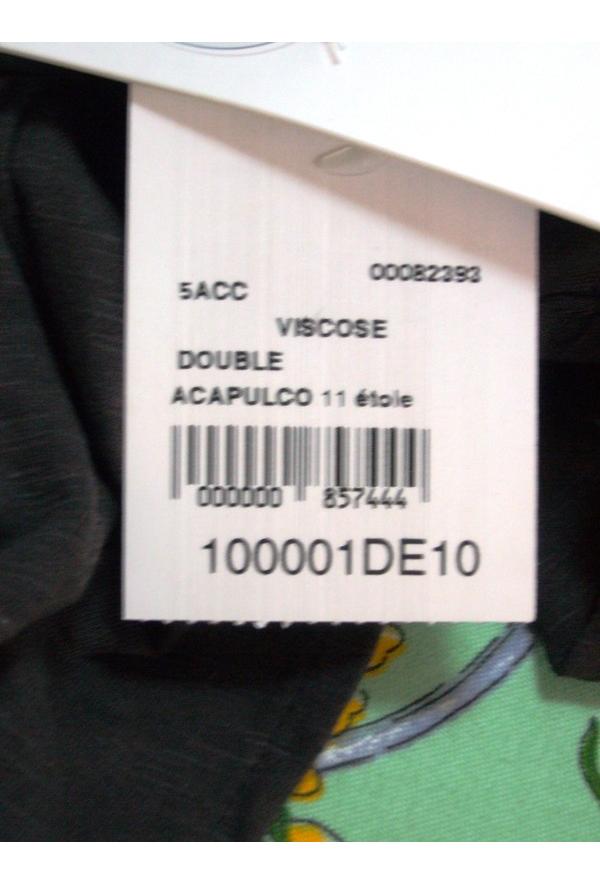 00082393
5ACC
VISCOSE
DOUBLE
ACAPULCO 11 étoile
000000 857444
100001DE10